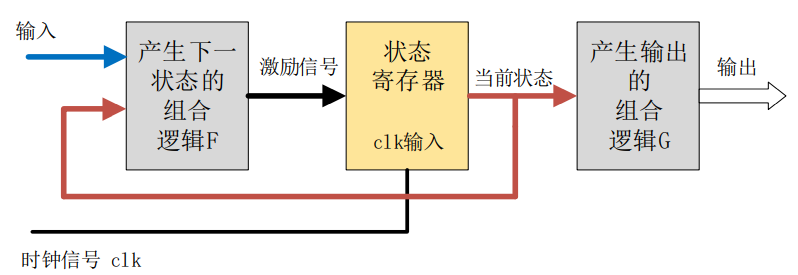 输入
产生下一
状态的
组合
逻辑F
激励信号
状态
寄存器
clk输入
当前状态
产生输出
的
组合
逻辑G
输出
时钟信号 clk